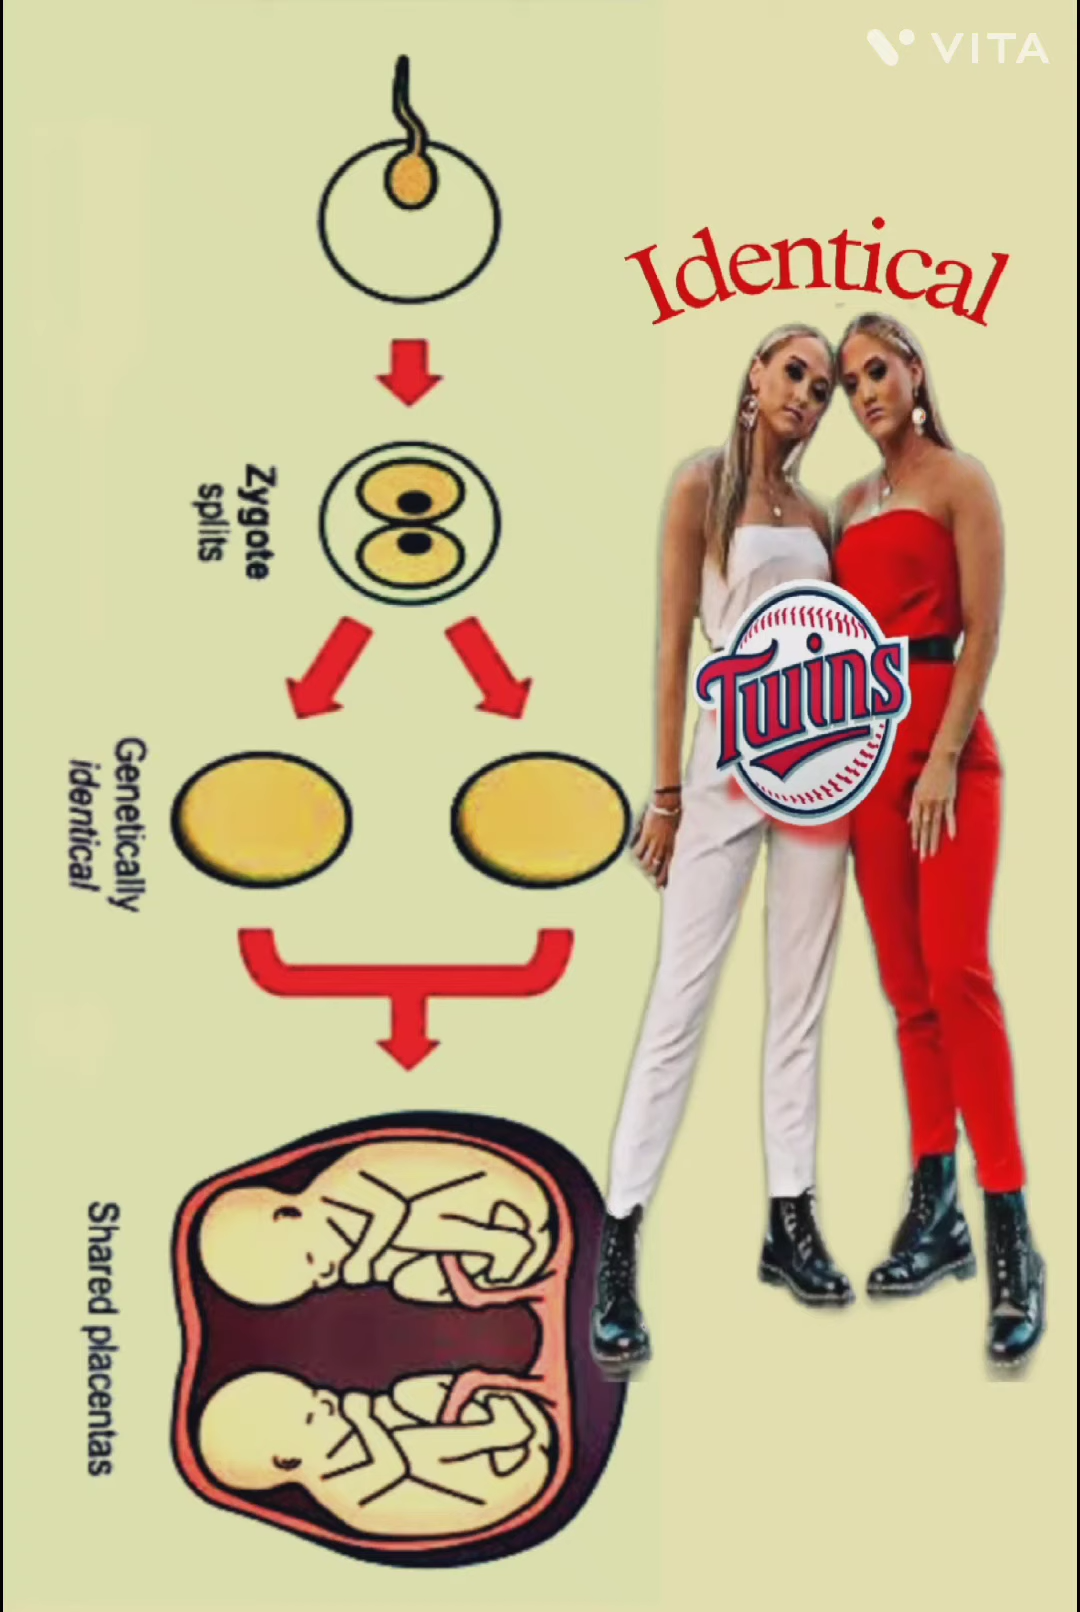 VITA
Identical
Twins
Zygote
splits
Genetically
identical
Shared placentas